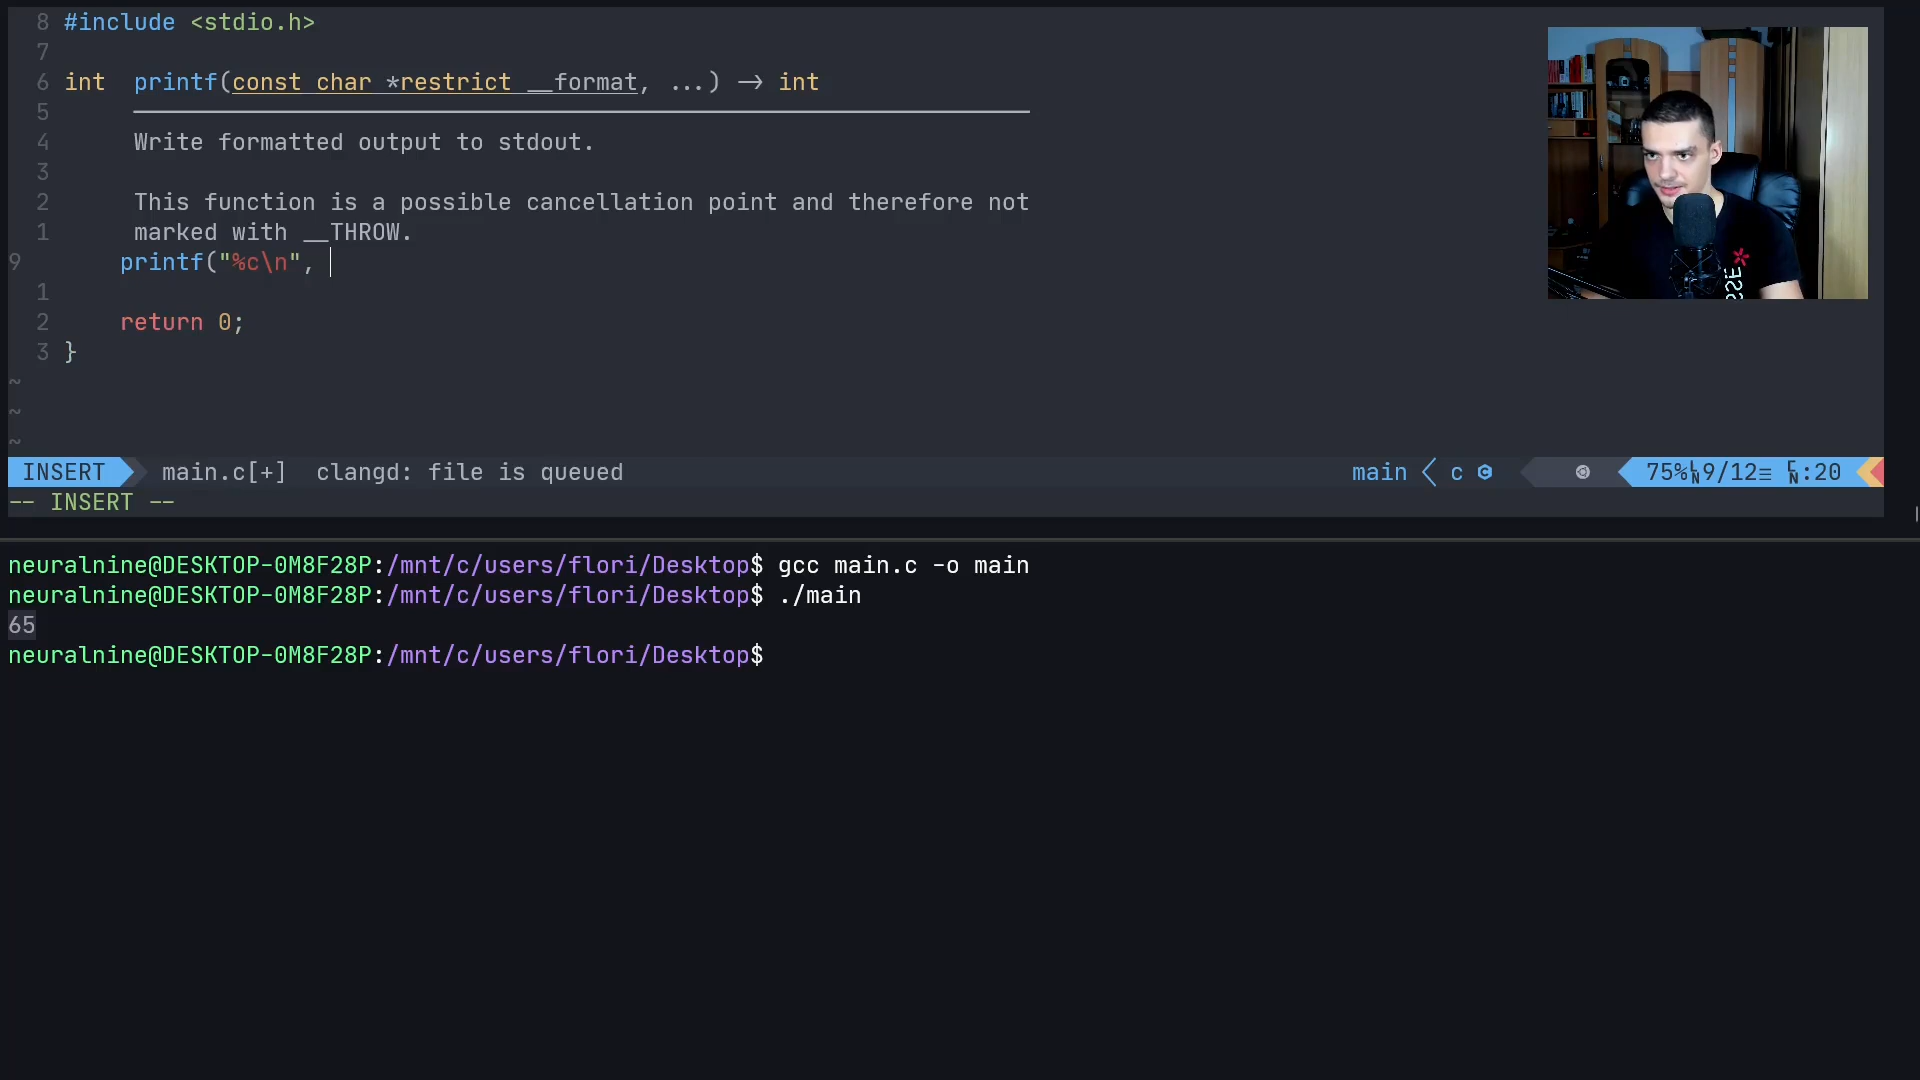 8 #include <stdio.h>
7
6 int printf(const char *restrict __format, ...) -> int
5
4 Write formatted output to stdout.
3
2 This function is a possible cancellation point and therefore not
1 marked with __THROW.
9 printf("%c\n",
1
2 return 0;
3 }
~
~
~
INSERT main.c[+] clangd: file is queued main c 75% LN 9/12≡ CN:20
-- INSERT --
neuralnine@DESKTOP-0M8F28P:/mnt/c/users/flori/Desktop$ gcc main.c -o main
neuralnine@DESKTOP-0M8F28P:/mnt/c/users/flori/Desktop$ ./main
65
neuralnine@DESKTOP-0M8F28P:/mnt/c/users/flori/Desktop$